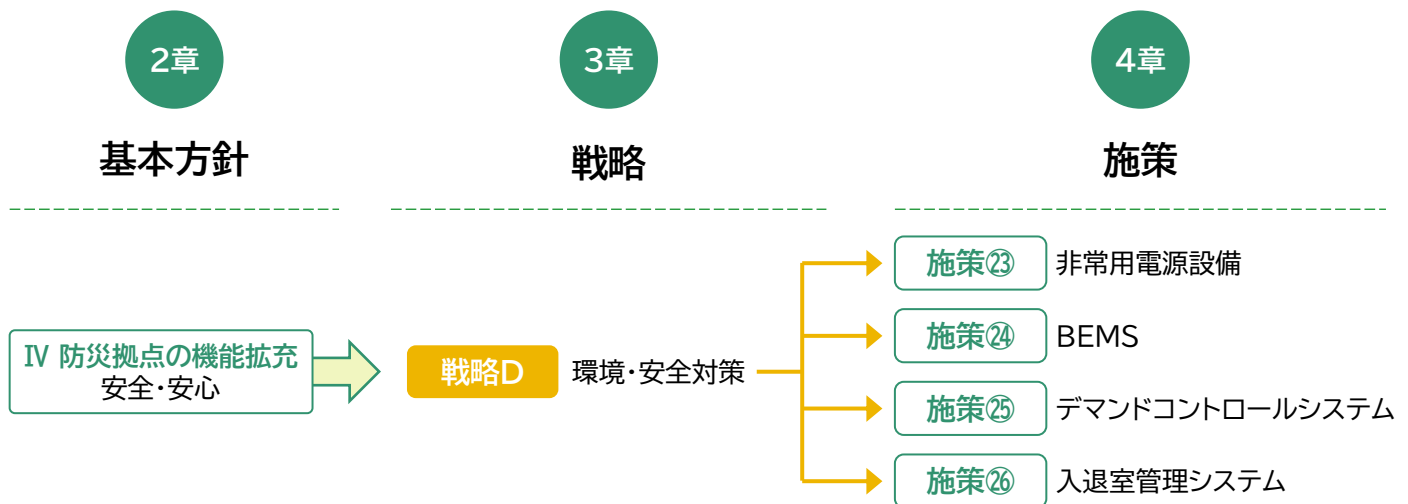 2章
3章
4章
基本方針
戦略
施策
Ⅳ 防災拠点の機能拡充
安全・安心
戦略D
環境・安全対策
施策㉓
非常用電源設備
施策㉔
BEMS
施策㉕
デマンドコントロールシステム
施策㉖
入退室管理システム